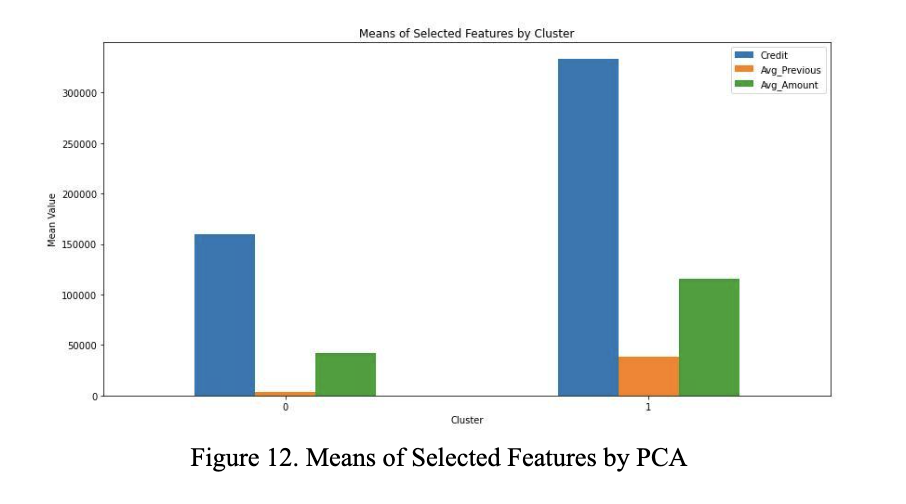 Means of Selected Features by Cluster
Credit
Avg_Previous
Avg_Amount
300000
250000
200000
150000
100000
50000
0
Mean Value
0 1
Cluster
Figure 12. Means of Selected Features by PCA